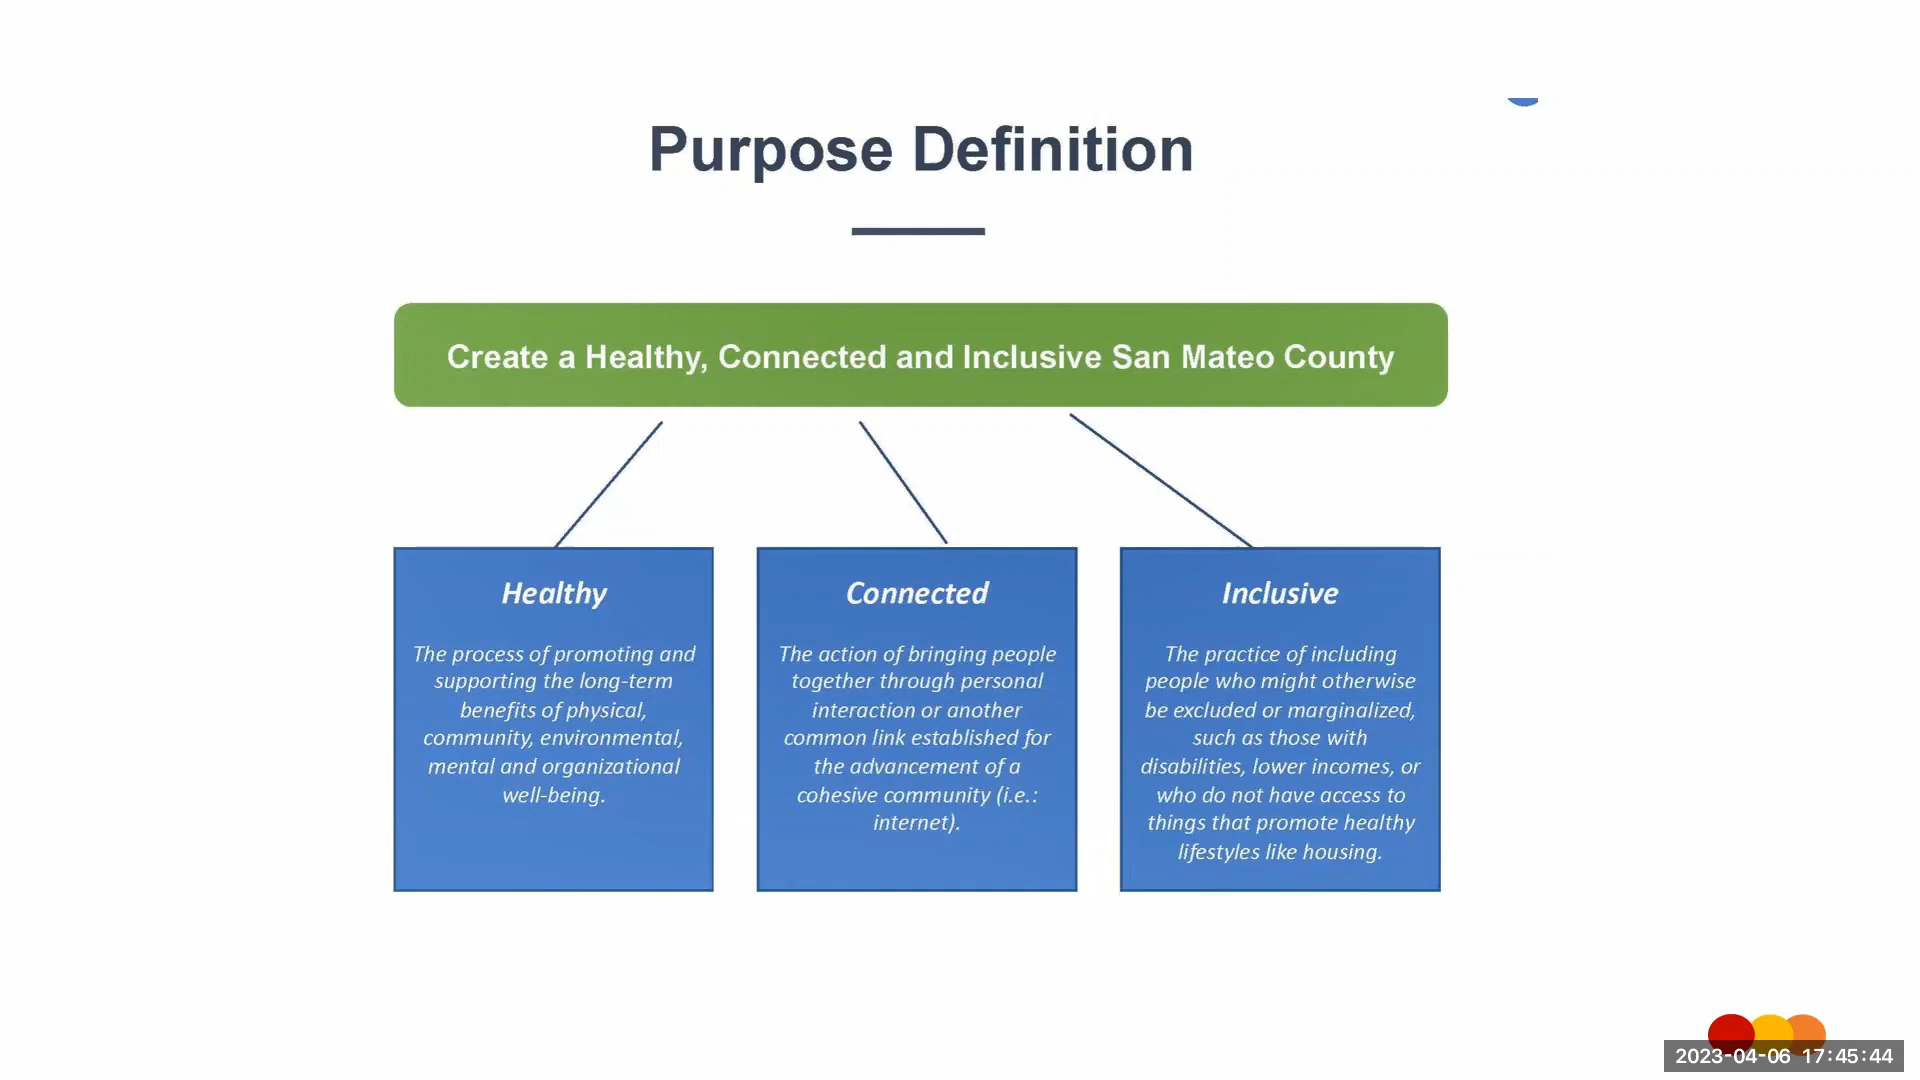 Purpose Definition
Create a Healthy, Connected and Inclusive San Mateo County
Healthy
The process of promoting and
supporting the long-term
benefits of physical,
community, environmental,
mental and organizational
well-being.
Connected
The action of bringing people
together through personal
interaction or another
common link established for
the advancement of a
cohesive community (i.e.:
internet).
Inclusive
The practice of including
people who might otherwise
be excluded or marginalized,
such as those with
disabilities, lower incomes, or
who do not have access to
things that promote healthy
lifestyles like housing.
2023-04-06 17:45:44